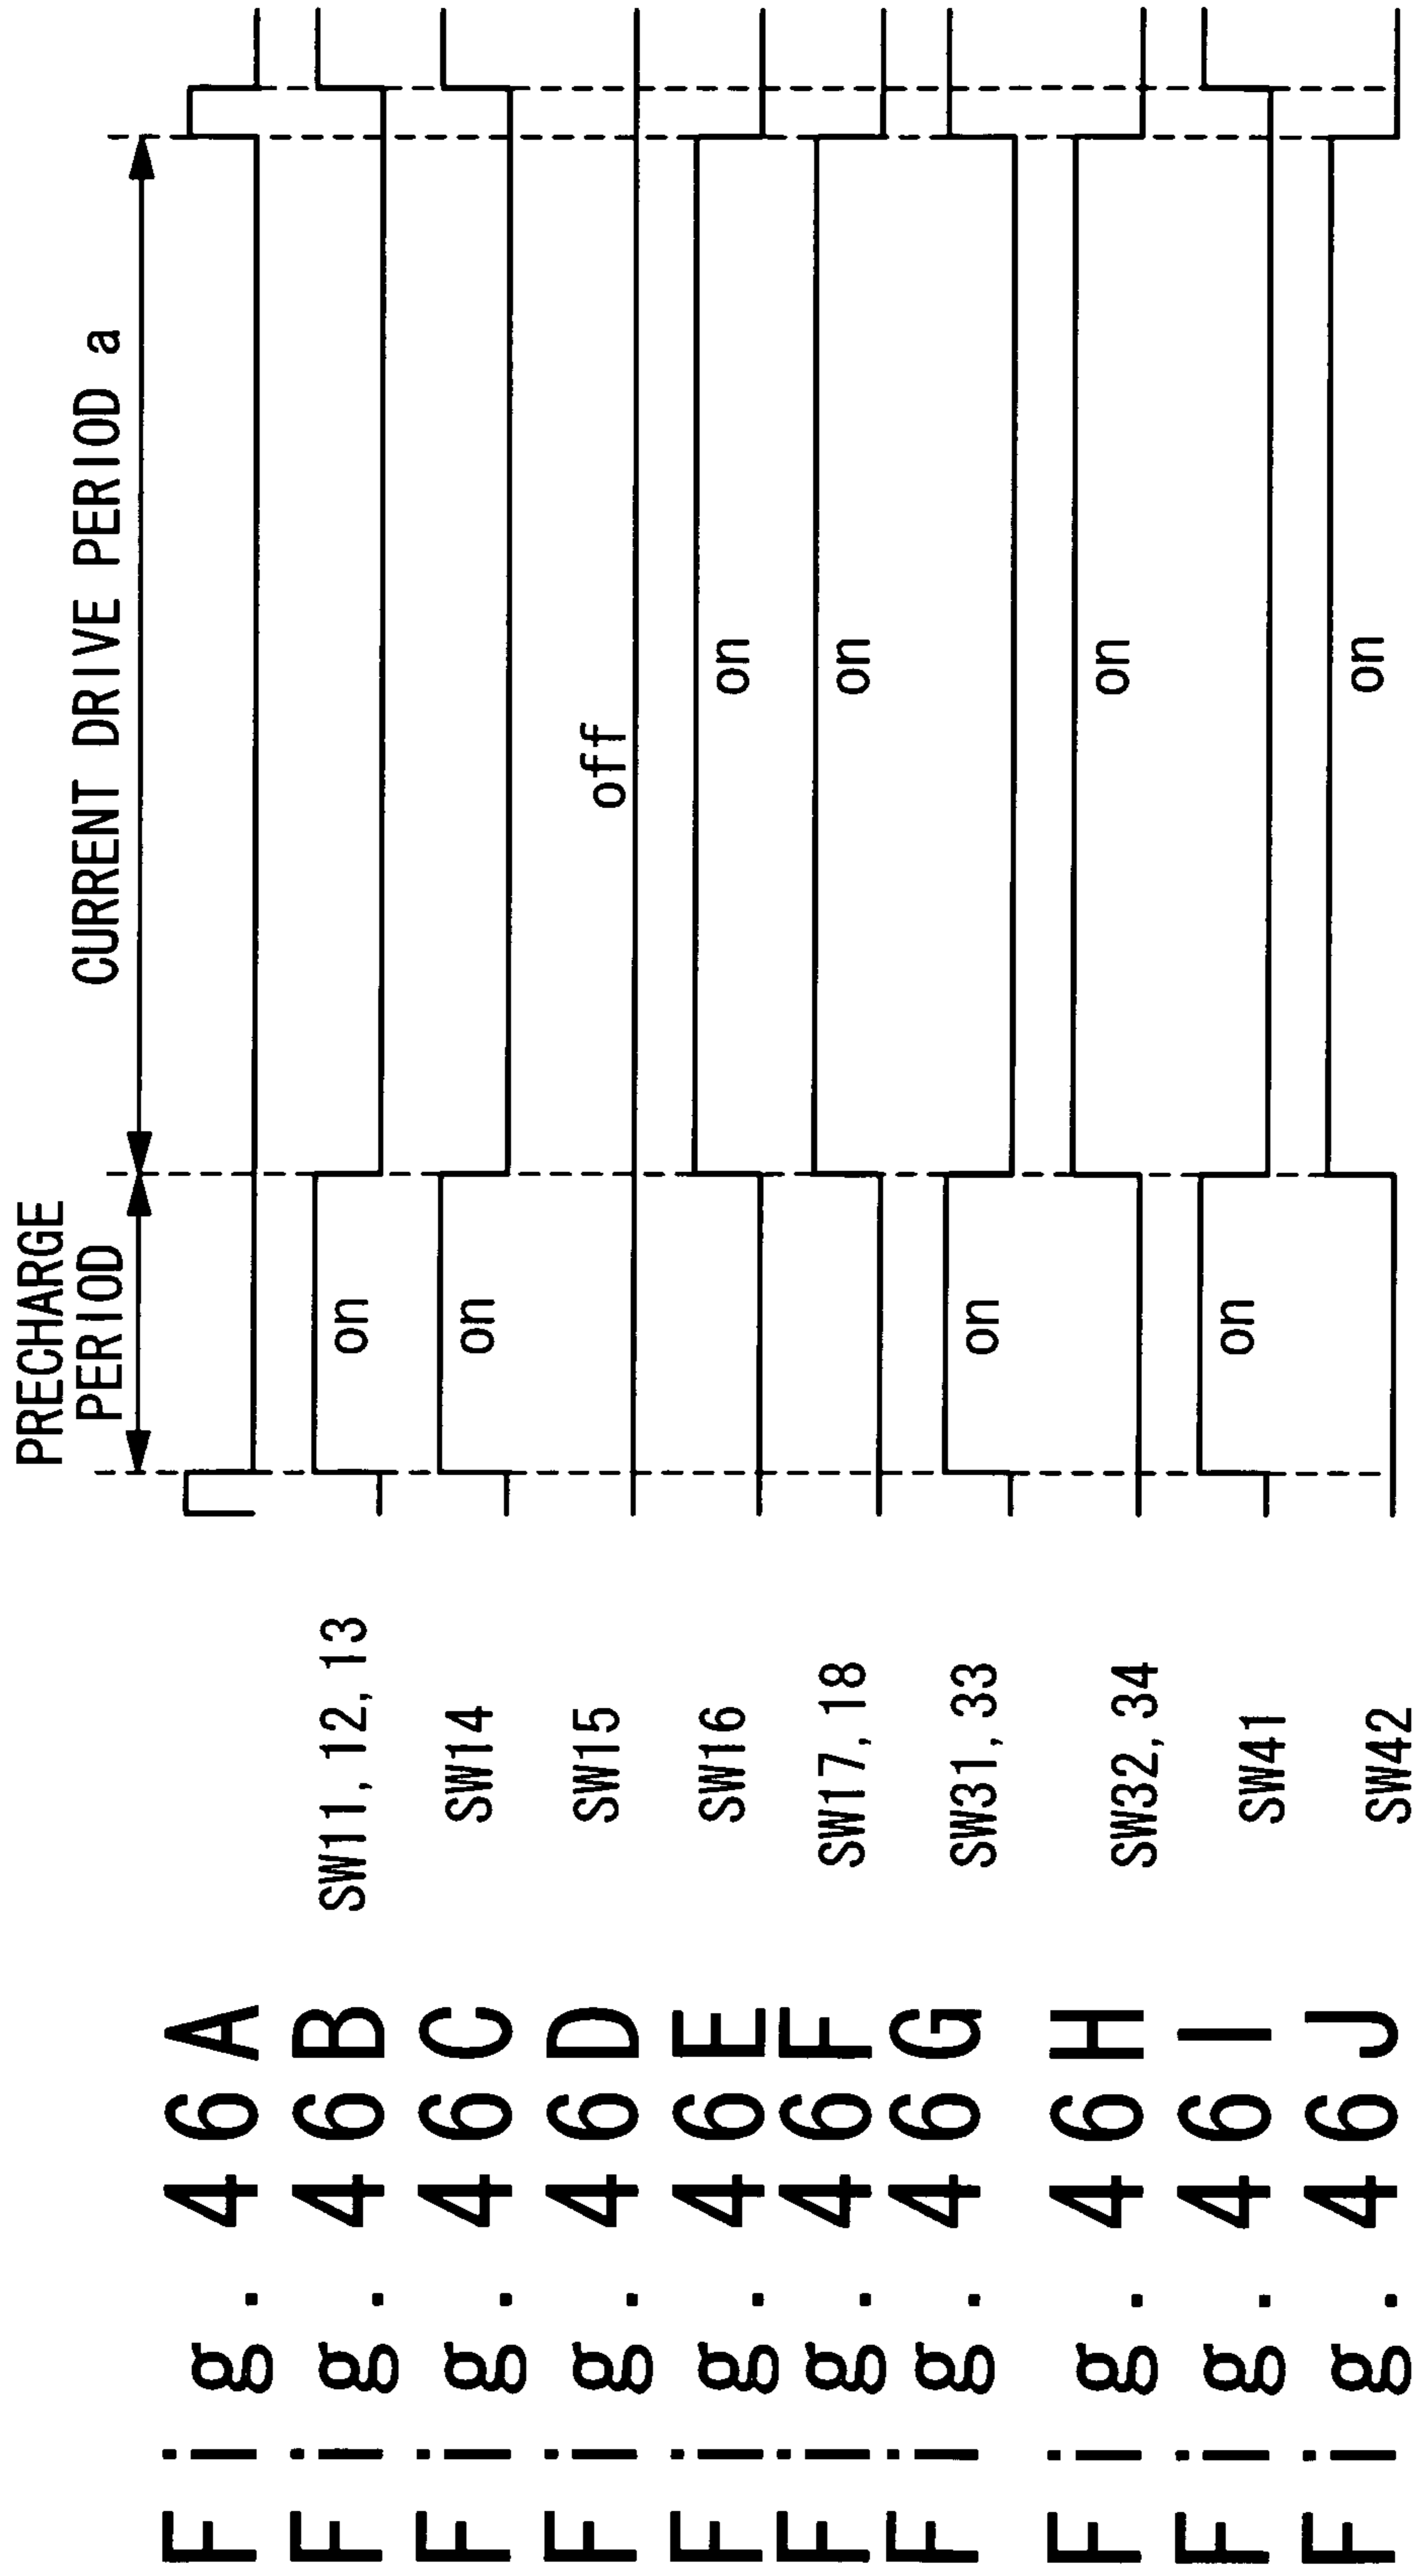 PRECHARGE
PERIOD
CURRENT DRIVE PERIOD a
Fig. 46A
Fig. 46B SW11, 12, 13 on
Fig. 46C SW14 on
Fig. 46D SW15 off
Fig. 46E SW16 on
Fig. 46F SW17, 18 on
Fig. 46G SW31, 33 on
Fig. 46H SW32, 34 on
Fig. 46I SW41 on
Fig. 46J SW42 on